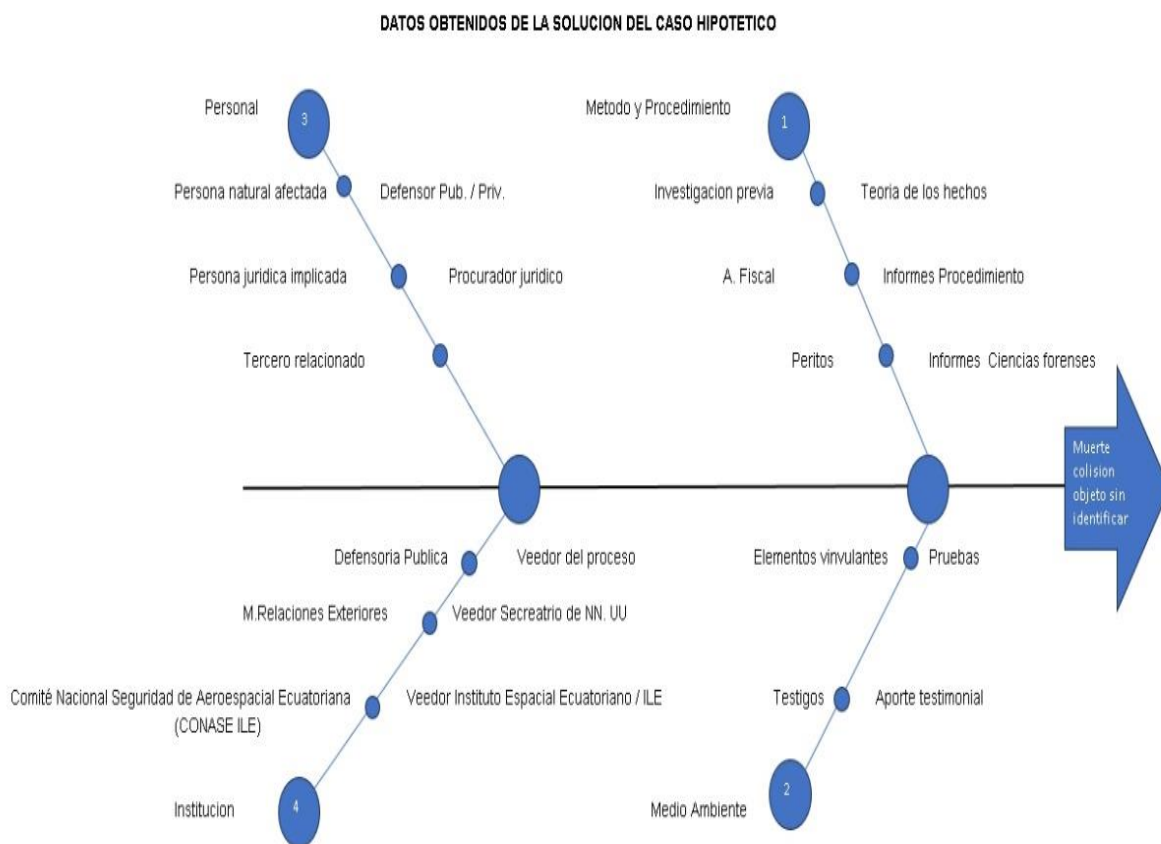 DATOS OBTENIDOS DE LA SOLUCION DEL CASO HIPOTETICO
Personal
3
Metodo y Procedimiento
1
Persona natural afectada
Defensor Pub. / Priv.
Investigacion previa
Teoria de los hechos
Persona juridica implicada
Procurador juridico
A. Fiscal
Informes Procedimiento
Tercero relacionado
Peritos
Informes Ciencias forenses
Muerte
colision
objeto sin
identificar
Defensoria Publica
Veedor del proceso
Elementos vinvulantes
Pruebas
M.Relaciones Exteriores
Veedor Secreatrio de NN. UU
Comité Nacional Seguridad de Aeroespacial Ecuatoriana
(CONASE ILE)
Veedor Instituto Espacial Ecuatoriano / ILE
Testigos
Aporte testimonial
Institucion
4
Medio Ambiente
2